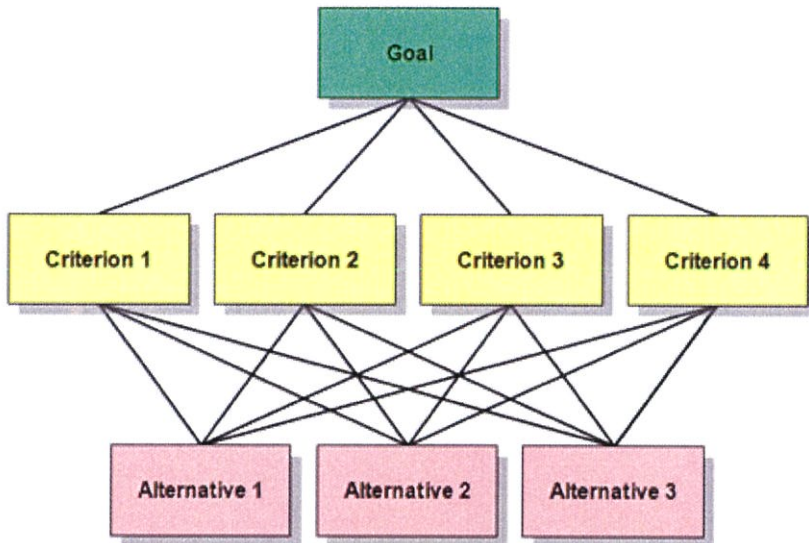 Goal
Criterion 1
Criterion 2
Criterion 3
Criterion 4
Alternative 1
Alternative 2
Alternative 3